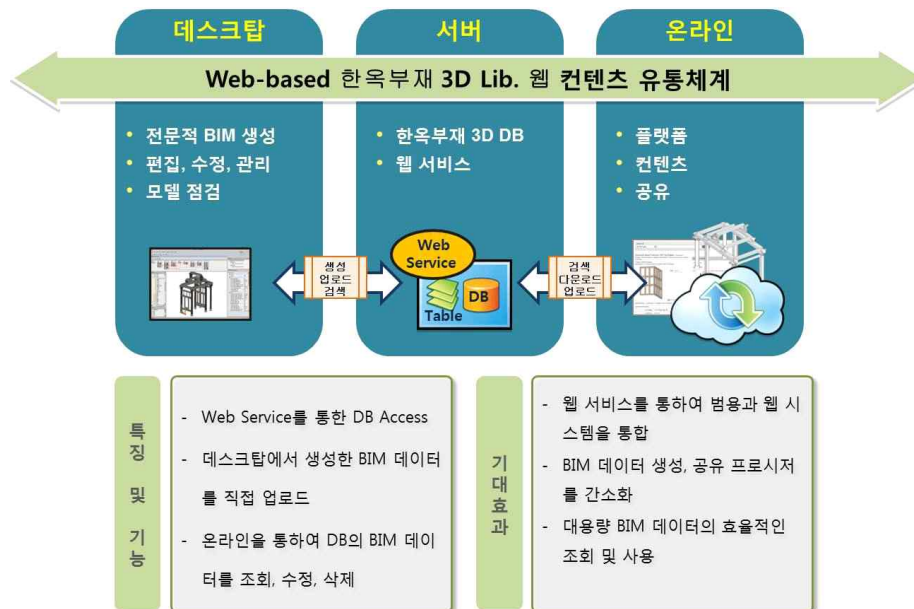 데스크탑
서버
온라인
Web-based 한옥부재 3D Lib. 웹 컨텐츠 유통체계
• 전문적 BIM 생성
• 편집, 수정, 관리
• 모델 점검
• 한옥부재 3D DB
• 웹 서비스
• 플랫폼
• 컨텐츠
• 공유
생성
업로드
검색
Web
Service
DB
Table
검색
다운로드
업로드
특징 및 기능
- Web Service를 통한 DB Access
- 데스크탑에서 생성한 BIM 데이터
를 직접 업로드
- 온라인을 통하여 DB의 BIM 데이
터를 조회, 수정, 삭제
기대효과
- 웹 서비스를 통하여 범용과 웹 시
스템을 통합
- BIM 데이터 생성, 공유 프로시저
를 간소화
- 대용량 BIM 데이터의 효율적인
조회 및 사용